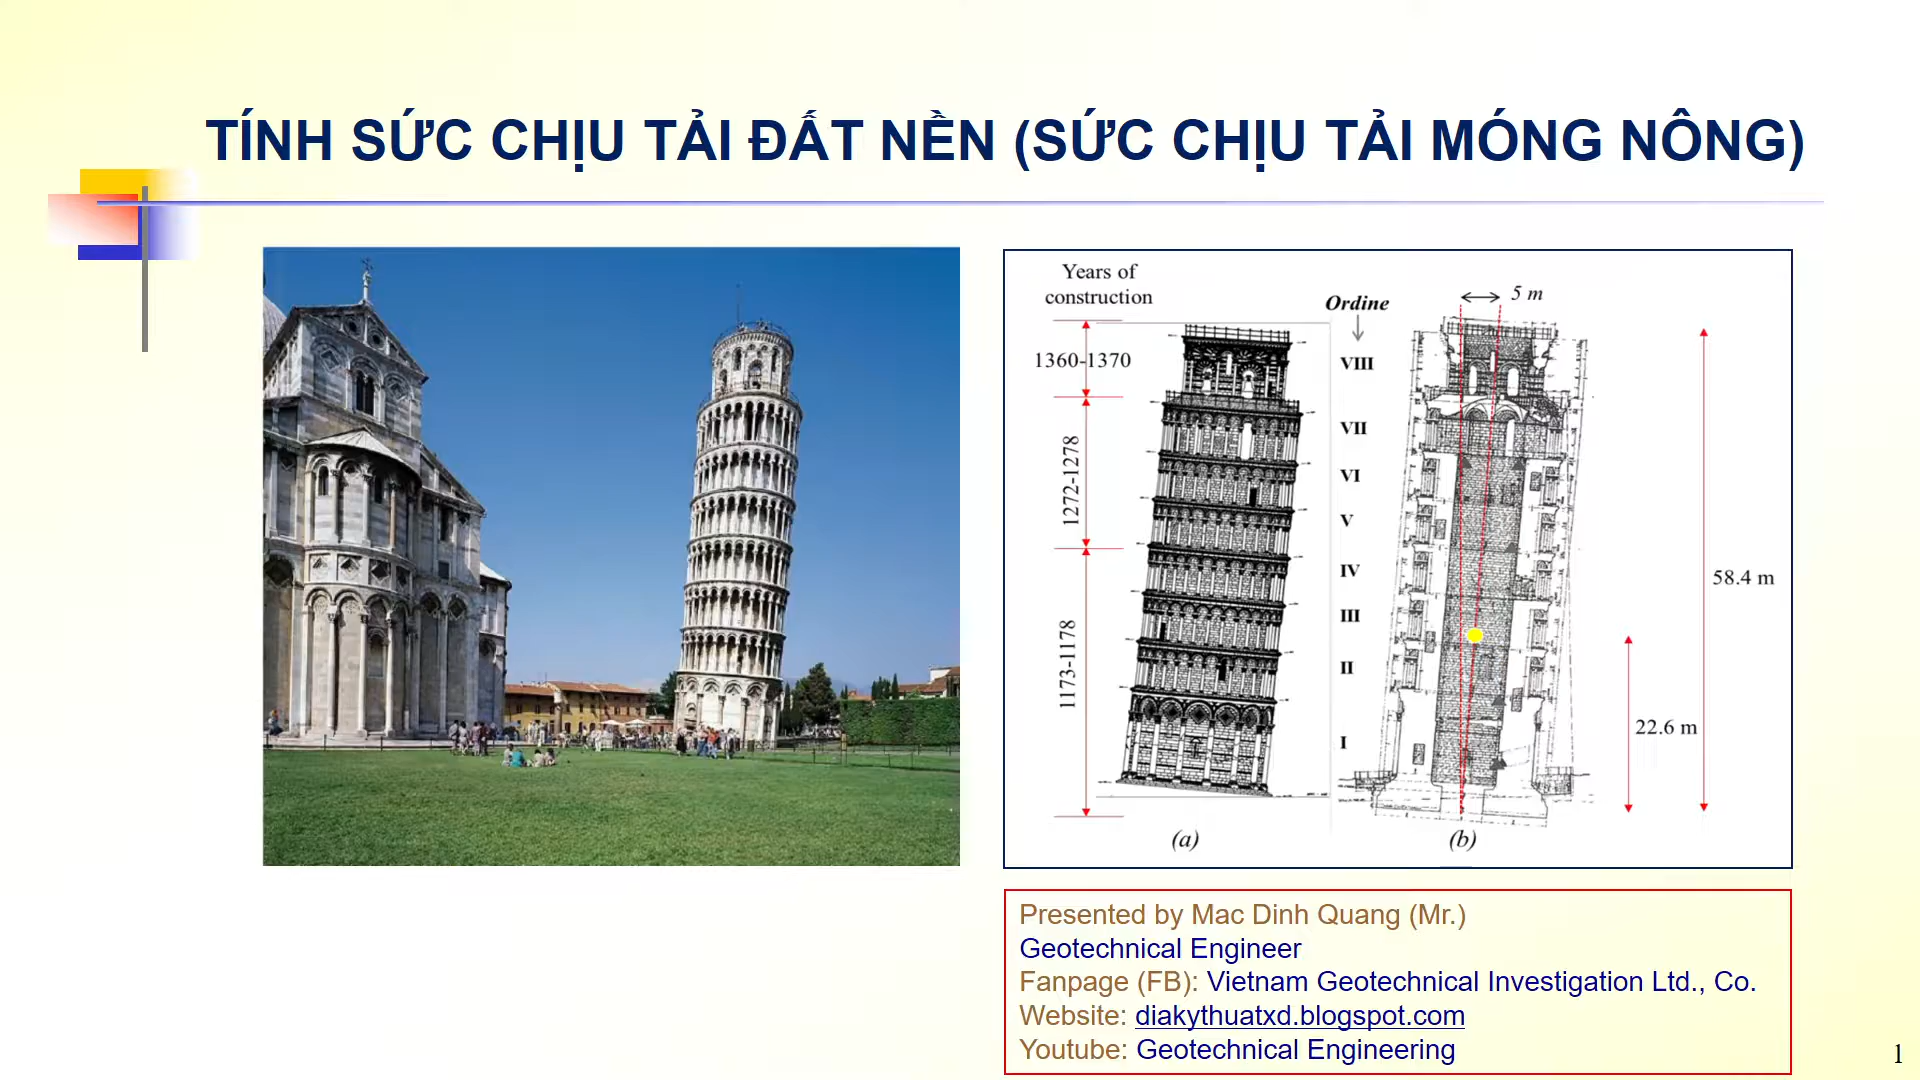 TÍNH SỨC CHỊU TẢI ĐẤT NỀN (SỨC CHỊU TẢI MÓNG NÔNG)
Years of
construction
1360-1370
1272-1278
1173-1178
Ordine
VIII
VII
VI
V
IV
III
II
I
5 m
58.4 m
22.6 m
(a)
(b)
Presented by Mac Dinh Quang (Mr.)
Geotechnical Engineer
Fanpage (FB): Vietnam Geotechnical Investigation Ltd., Co.
Website: diakythuatxd.blogspot.com
Youtube: Geotechnical Engineering
1